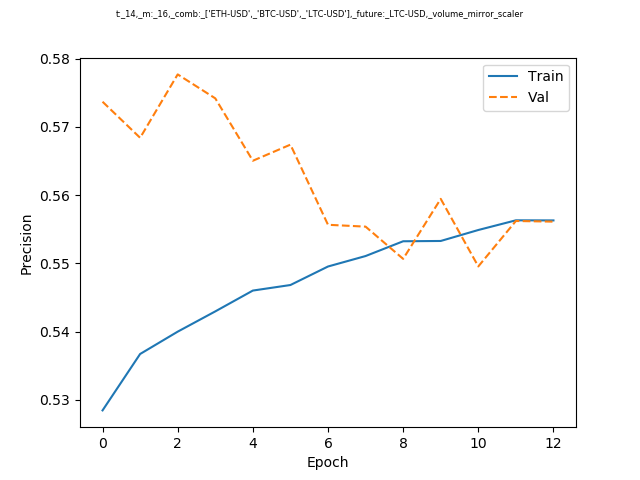 t:_14,_m:_16,_comb:_['ETH-USD',_'BTC-USD',_'LTC-USD'],_future:_LTC-USD,_volume_mirror_scaler
Train
Val
0.58
0.57
0.56
0.55
0.54
0.53
Precision
0 2 4 6 8 10 12
Epoch